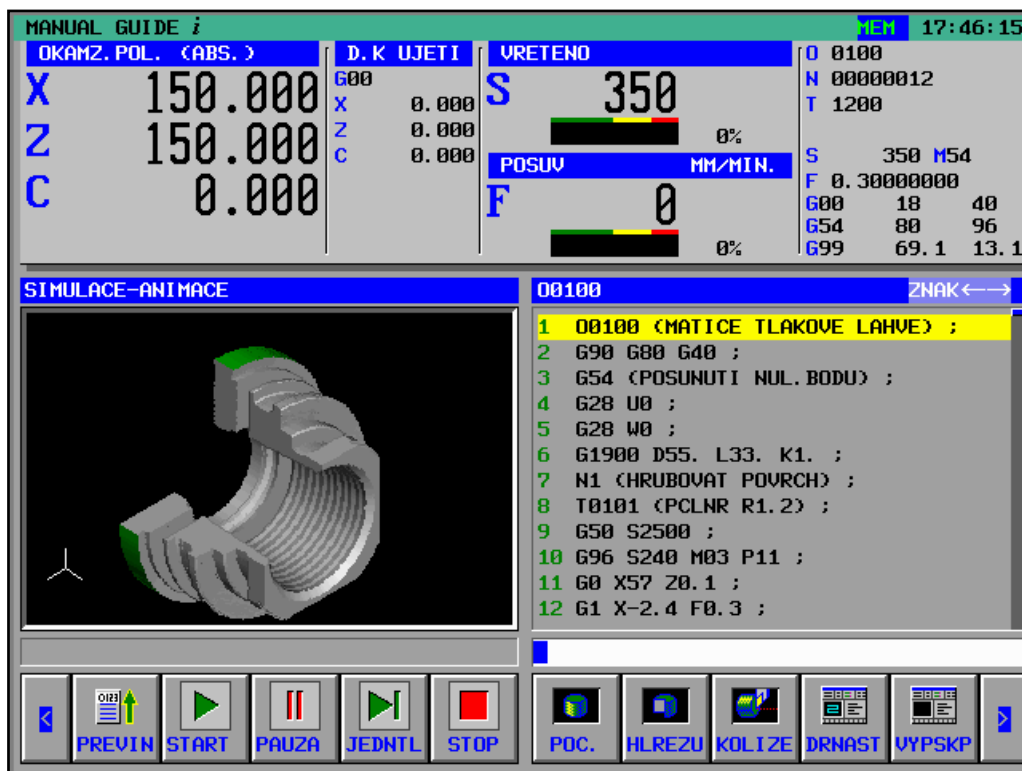 MANUAL GUIDE i MEM 17:46:15
OKAMZ.POL. (ABS.)
X 150.000
Z 150.000
C 0.000
D.K UJETI
G00
X 0.000
Z 0.000
C 0.000
VRETENO
S 350
0%
POSUV MM/MIN.
F 0
0%
O 0100
N 00000012
T 1200
S 350 M54
F 0.30000000
G00 18 40
G54 80 96
G99 69.1 13.1
SIMULACE-ANIMACE
O0100 ZNAK←→
1 O0100 (MATICE TLAKOVE LAHVE) ;
2 G90 G80 G40 ;
3 G54 (POSUNUTI NUL.BODU) ;
4 G28 U0 ;
5 G28 W0 ;
6 G1900 D55. L33. K1. ;
7 N1 (HRUBOVAT POVRCH) ;
8 T0101 (PCLNR R1.2) ;
9 G50 S2500 ;
10 G96 S240 M03 P11 ;
11 G0 X57 Z0.1 ;
12 G1 X-2.4 F0.3 ;
< PREVIN START PAUZA JEDNTL STOP POC. HLREZU KOLIZE DRNAST VYPSKP >